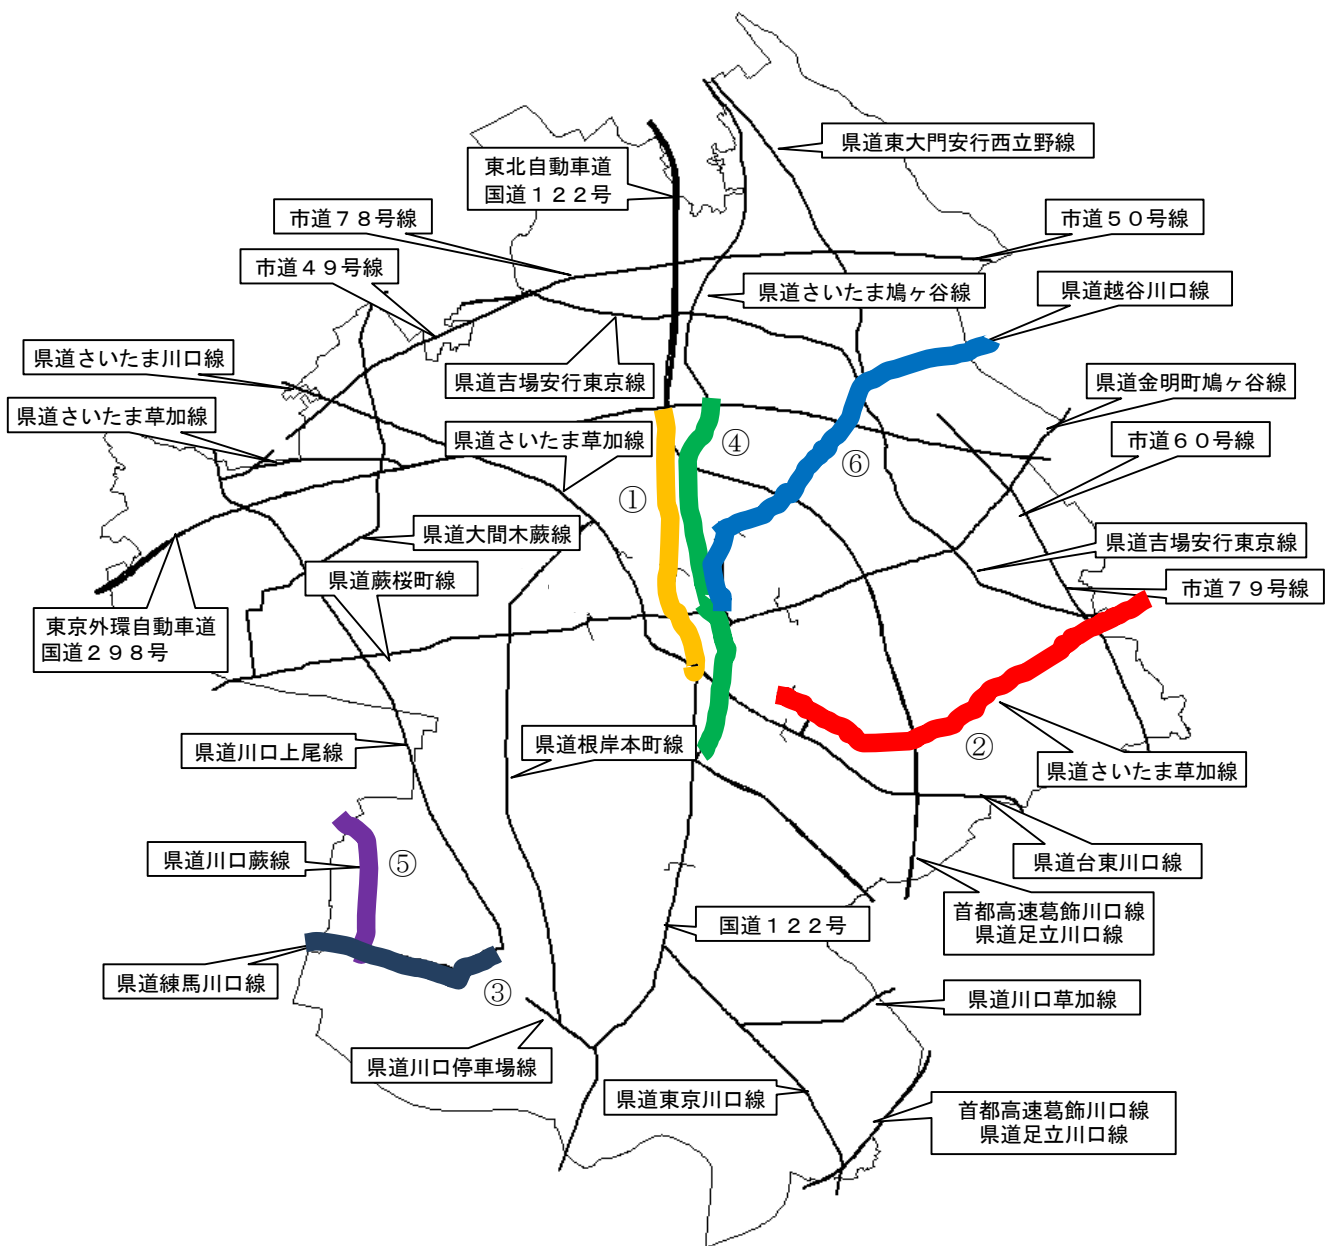 県道東大門安行西立野線
東北自動車道
国道１２２号
市道７８号線
市道５０号線
市道４９号線
県道さいたま鳩ヶ谷線
県道越谷川口線
県道さいたま川口線
県道吉場安行東京線
県道金明町鳩ヶ谷線
県道さいたま草加線
県道さいたま草加線
④
市道６０号線
⑥
①
県道大間木蕨線
県道吉場安行東京線
県道蕨桜町線
市道７９号線
東京外環自動車道
国道２９８号
県道川口上尾線
県道根岸本町線
②
県道さいたま草加線
県道川口蕨線
⑤
県道台東川口線
首都高速葛飾川口線
県道足立川口線
国道１２２号
県道練馬川口線
③
県道川口草加線
県道川口停車場線
県道東京川口線
首都高速葛飾川口線
県道足立川口線